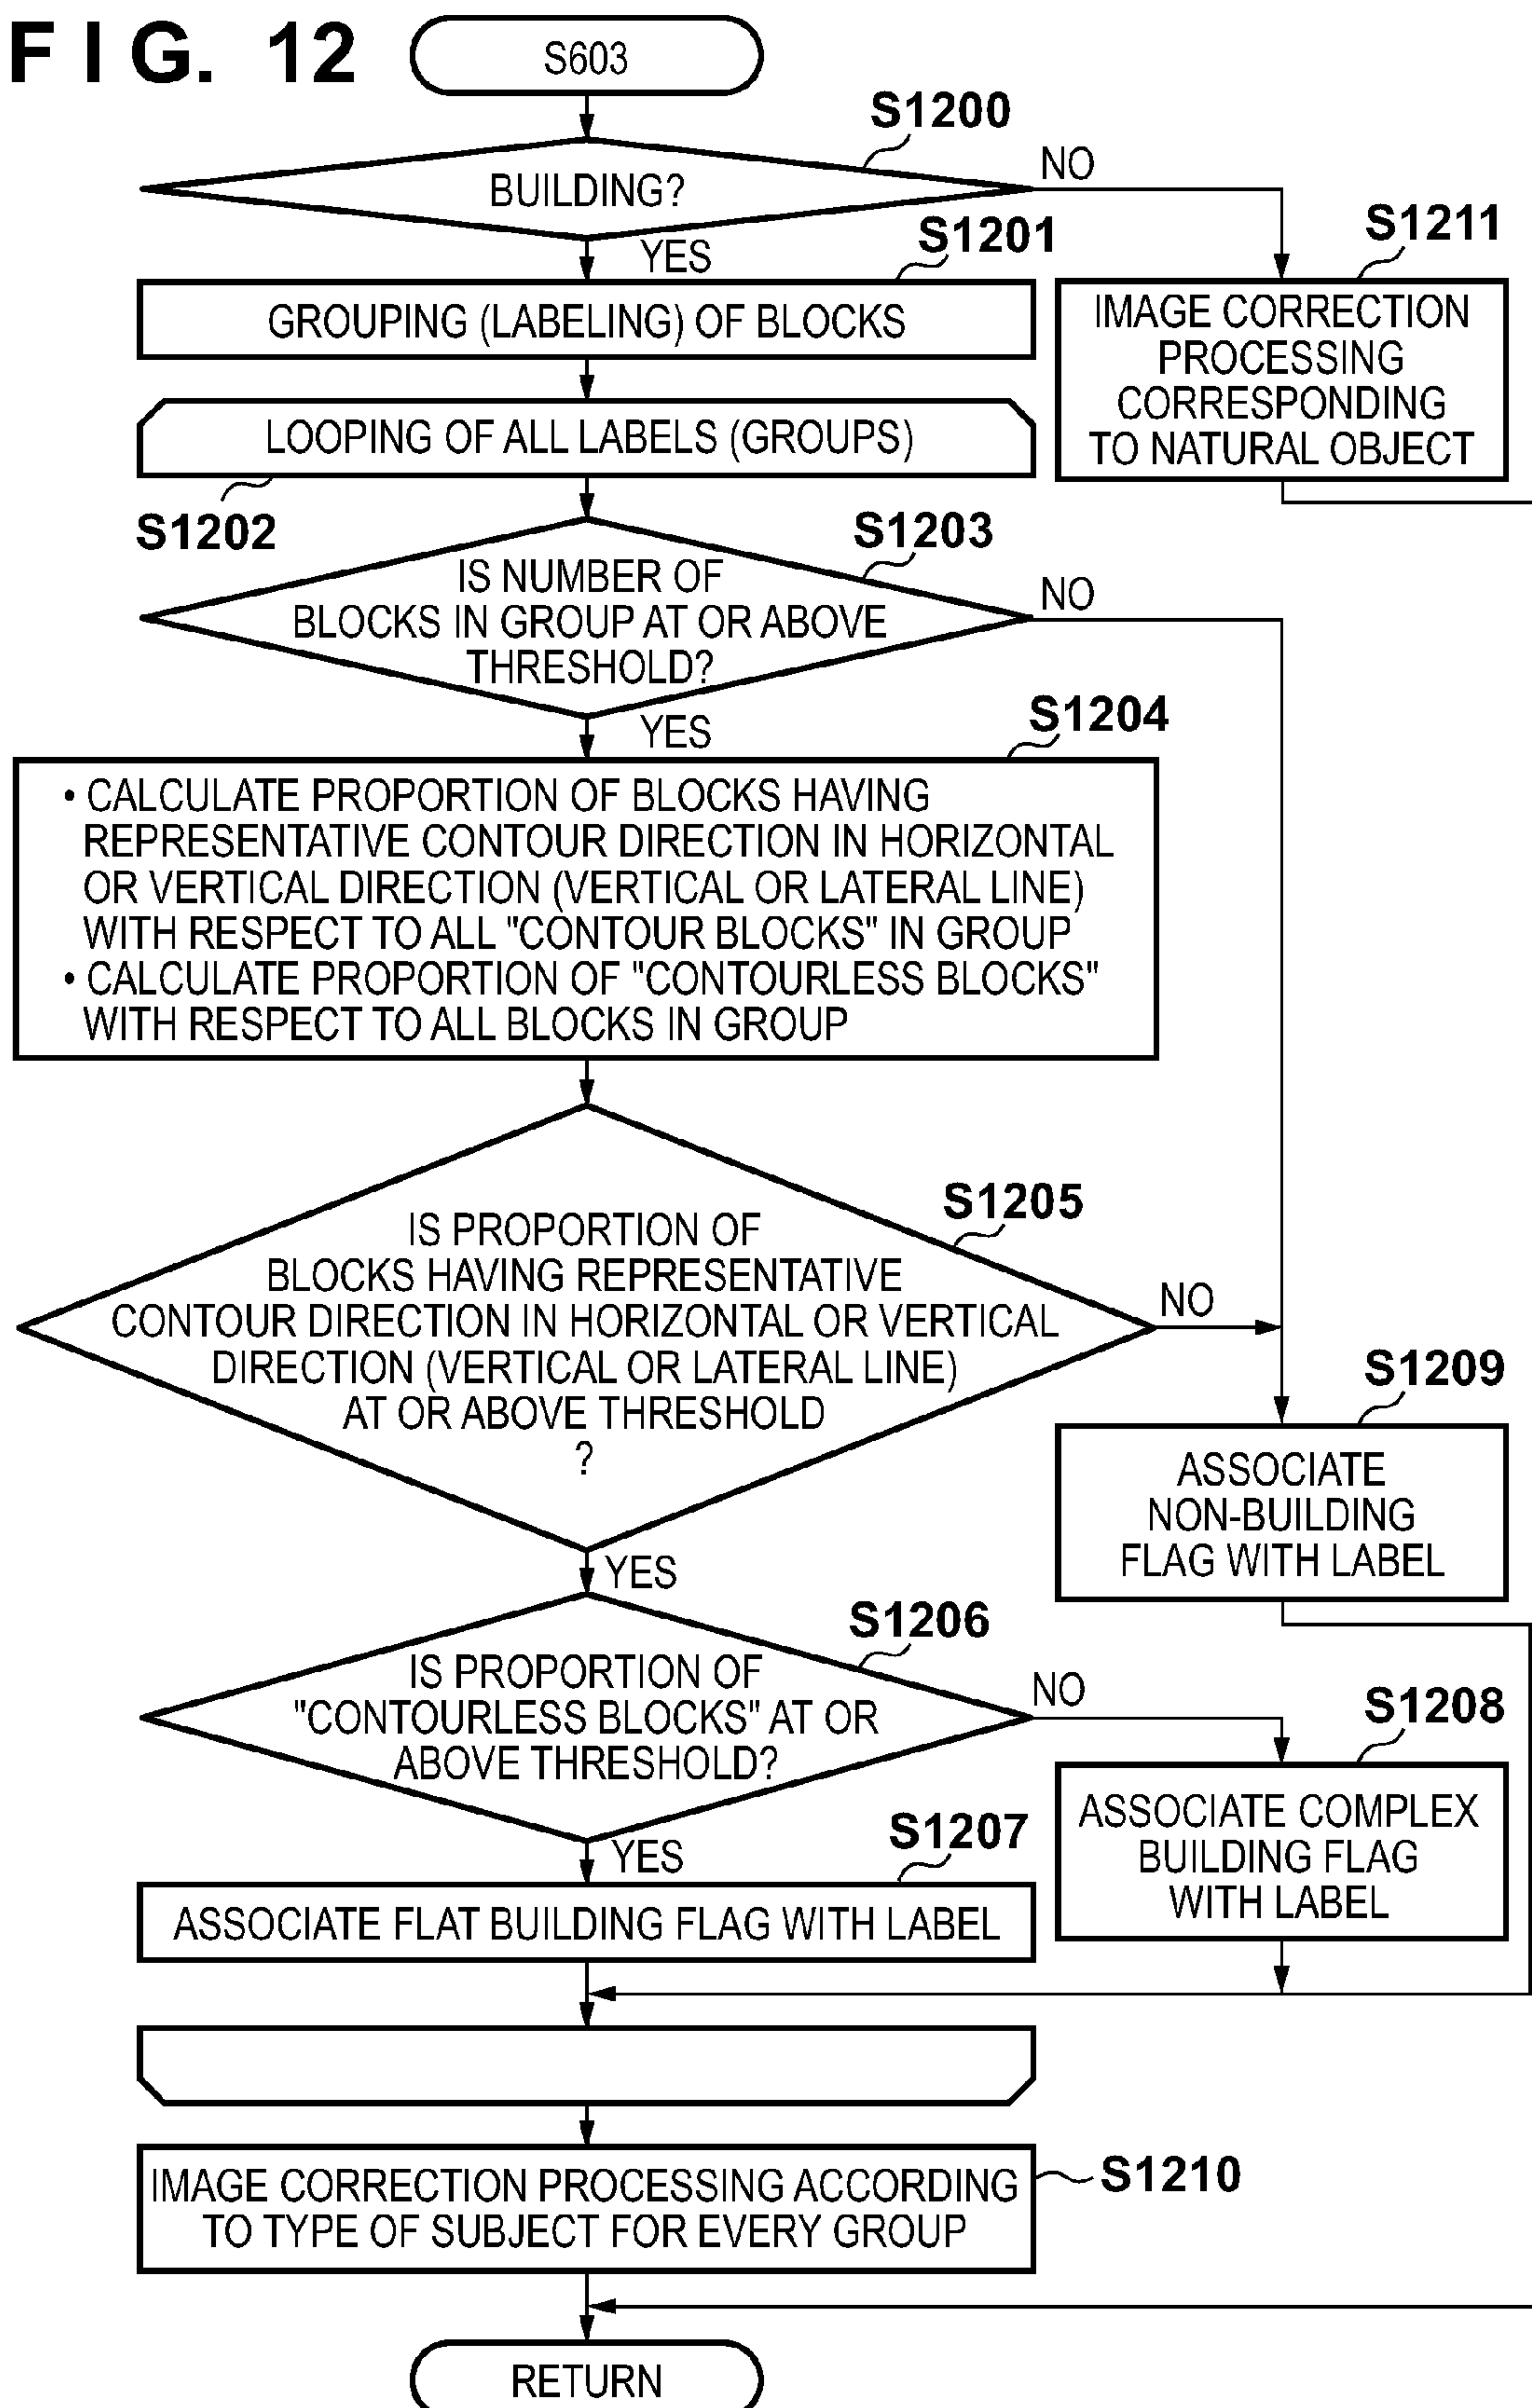 FIG. 12
S603
S1200
BUILDING?
NO
YES
S1201
GROUPING (LABELING) OF BLOCKS
S1211
IMAGE CORRECTION
PROCESSING
CORRESPONDING
TO NATURAL OBJECT
LOOPING OF ALL LABELS (GROUPS)
S1202
S1203
IS NUMBER OF
BLOCKS IN GROUP AT OR ABOVE
THRESHOLD?
NO
YES
S1204
• CALCULATE PROPORTION OF BLOCKS HAVING
REPRESENTATIVE CONTOUR DIRECTION IN HORIZONTAL
OR VERTICAL DIRECTION (VERTICAL OR LATERAL LINE)
WITH RESPECT TO ALL "CONTOUR BLOCKS" IN GROUP
• CALCULATE PROPORTION OF "CONTOURLESS BLOCKS"
WITH RESPECT TO ALL BLOCKS IN GROUP
S1205
IS PROPORTION OF
BLOCKS HAVING REPRESENTATIVE
CONTOUR DIRECTION IN HORIZONTAL OR VERTICAL
DIRECTION (VERTICAL OR LATERAL LINE)
AT OR ABOVE THRESHOLD
?
NO
YES
S1209
ASSOCIATE
NON-BUILDING
FLAG WITH LABEL
S1206
IS PROPORTION OF
"CONTOURLESS BLOCKS" AT OR
ABOVE THRESHOLD?
NO
YES
S1208
ASSOCIATE COMPLEX
BUILDING FLAG
WITH LABEL
S1207
ASSOCIATE FLAT BUILDING FLAG WITH LABEL
IMAGE CORRECTION PROCESSING ACCORDING
TO TYPE OF SUBJECT FOR EVERY GROUP
S1210
RETURN